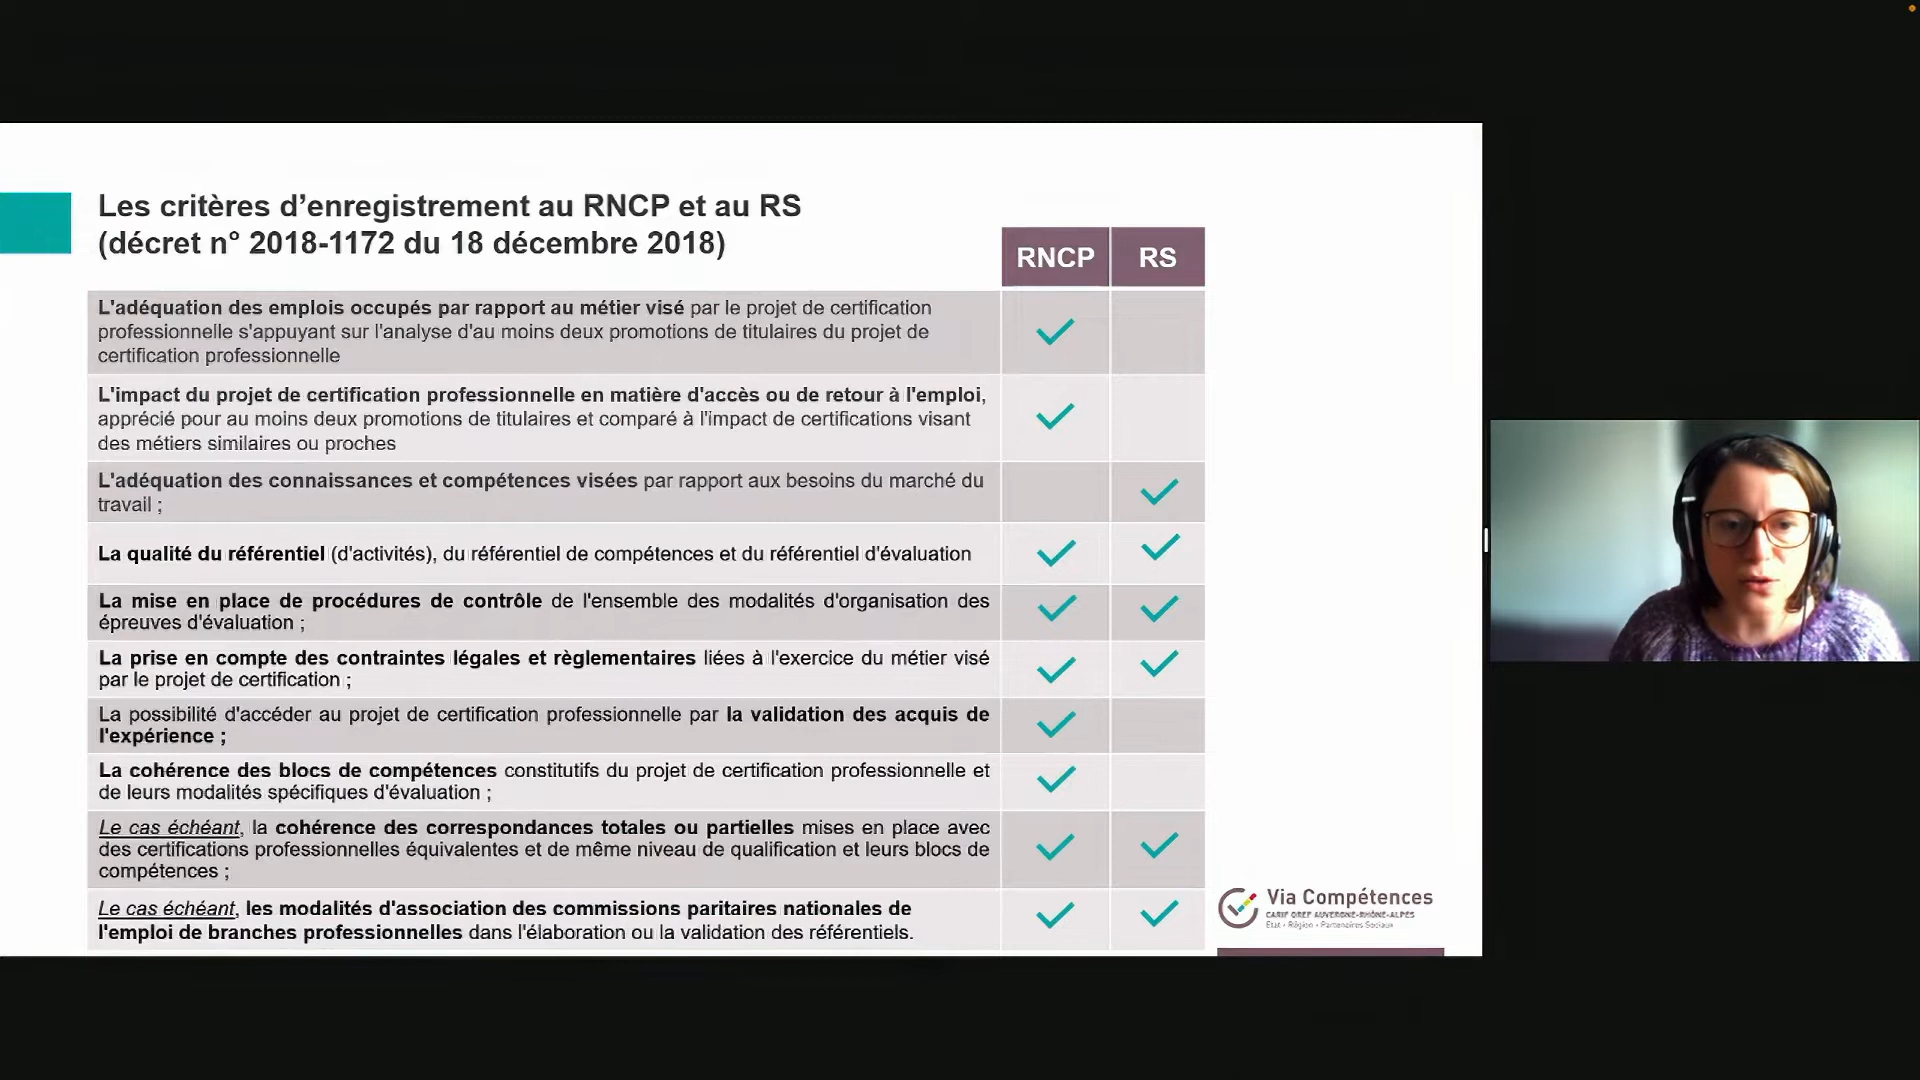 Les critères d’enregistrement au RNCP et au RS
(décret n° 2018-1172 du 18 décembre 2018)
RNCP
RS
L'adéquation des emplois occupés par rapport au métier visé par le projet de certification
professionnelle s'appuyant sur l'analyse d'au moins deux promotions de titulaires du projet de
certification professionnelle
L'impact du projet de certification professionnelle en matière d'accès ou de retour à l'emploi,
apprécié pour au moins deux promotions de titulaires et comparé à l'impact de certifications visant
des métiers similaires ou proches
L'adéquation des connaissances et compétences visées par rapport aux besoins du marché du
travail ;
La qualité du référentiel (d'activités), du référentiel de compétences et du référentiel d'évaluation
La mise en place de procédures de contrôle de l'ensemble des modalités d'organisation des
épreuves d'évaluation ;
La prise en compte des contraintes légales et règlementaires liées à l'exercice du métier visé
par le projet de certification ;
La possibilité d'accéder au projet de certification professionnelle par la validation des acquis de
l'expérience ;
La cohérence des blocs de compétences constitutifs du projet de certification professionnelle et
de leurs modalités spécifiques d'évaluation ;
Le cas échéant, la cohérence des correspondances totales ou partielles mises en place avec
des certifications professionnelles équivalentes et de même niveau de qualification et leurs blocs de
compétences ;
Le cas échéant, les modalités d'association des commissions paritaires nationales de
l'emploi de branches professionnelles dans l'élaboration ou la validation des référentiels.
Via Compétences
CARIF OREF AUVERGNE-RHÔNE-ALPES
Etat • Région • Partenaires Sociaux